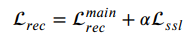 ℒ_rec = ℒ_rec^main + αℒ_ssl